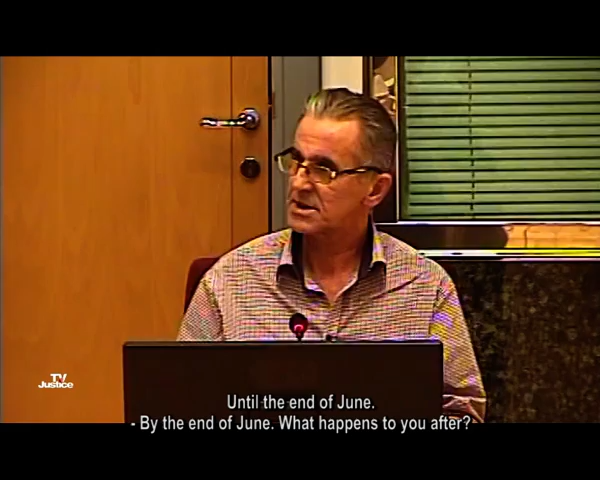 TV
Justice
Until the end of June.
- By the end of June. What happens to you after?